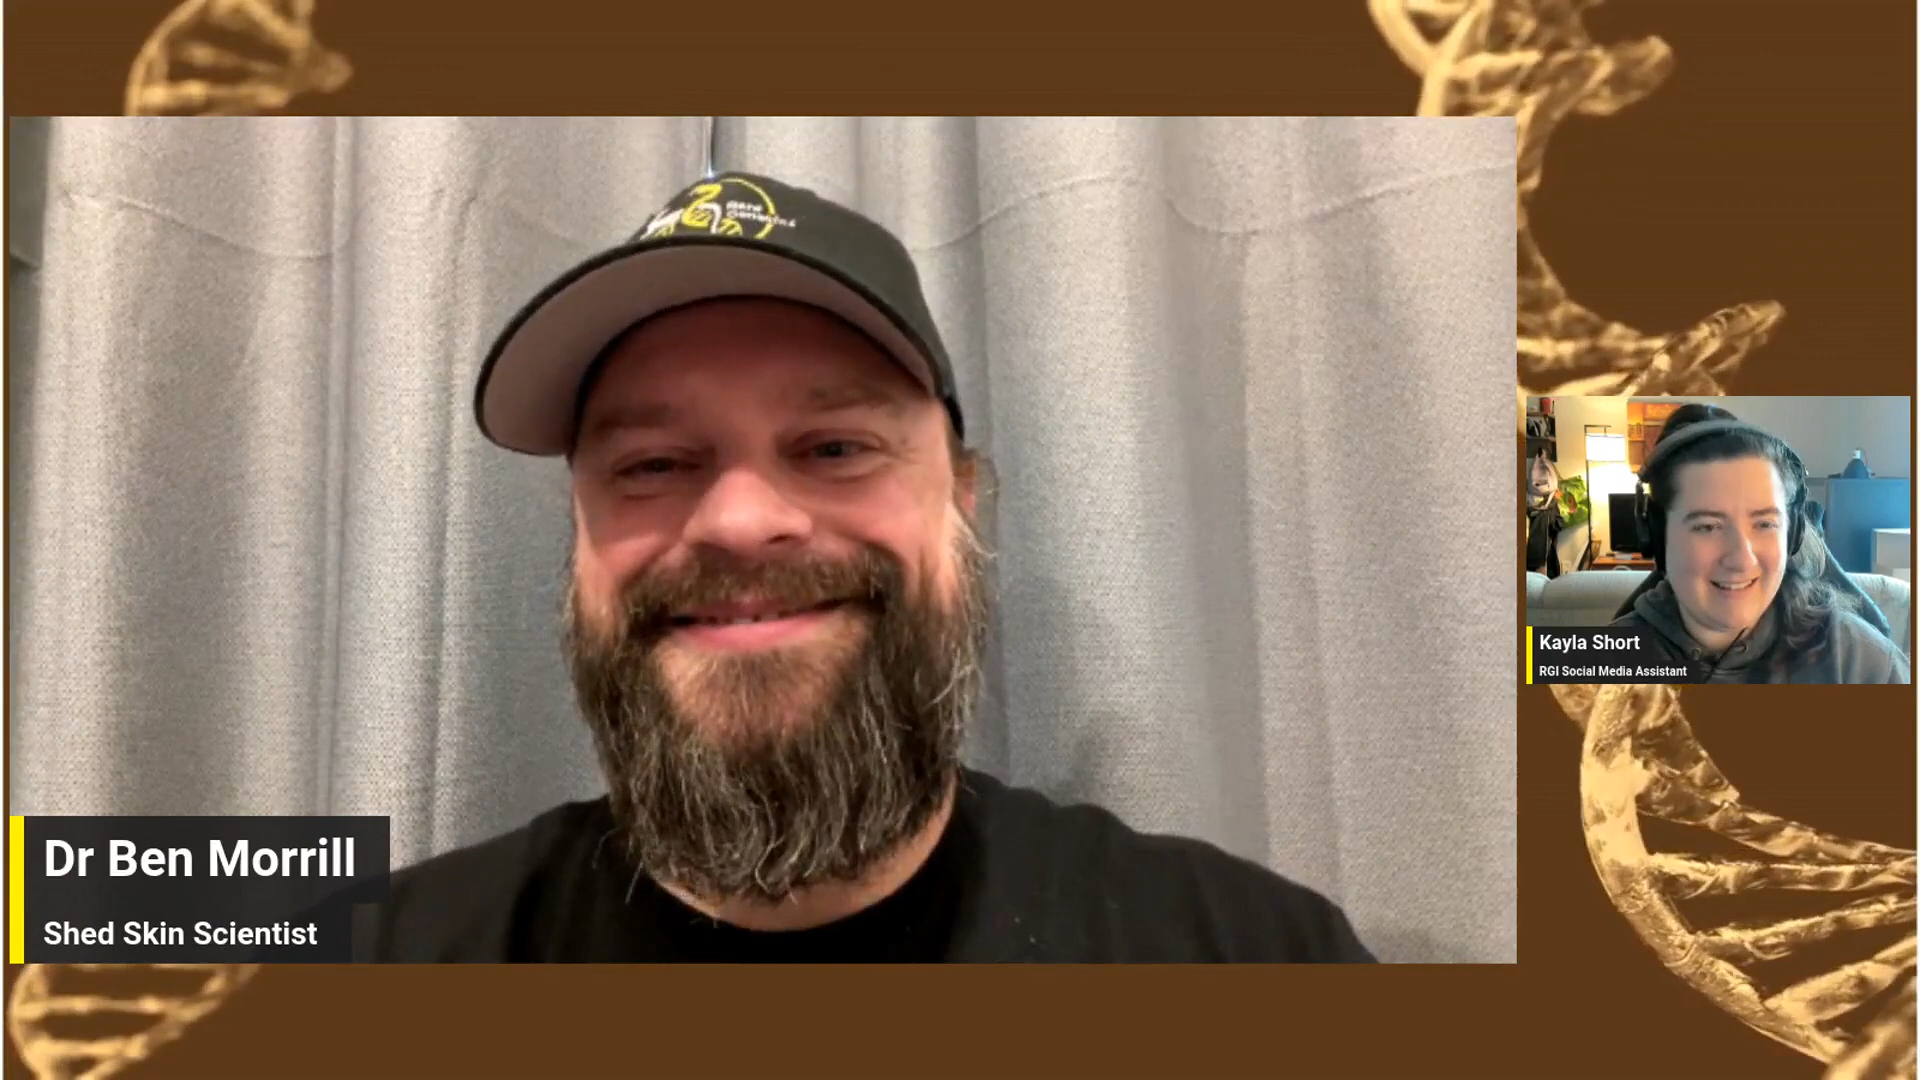 Dr Ben Morrill
Shed Skin Scientist
Kayla Short
RGI Social Media Assistant